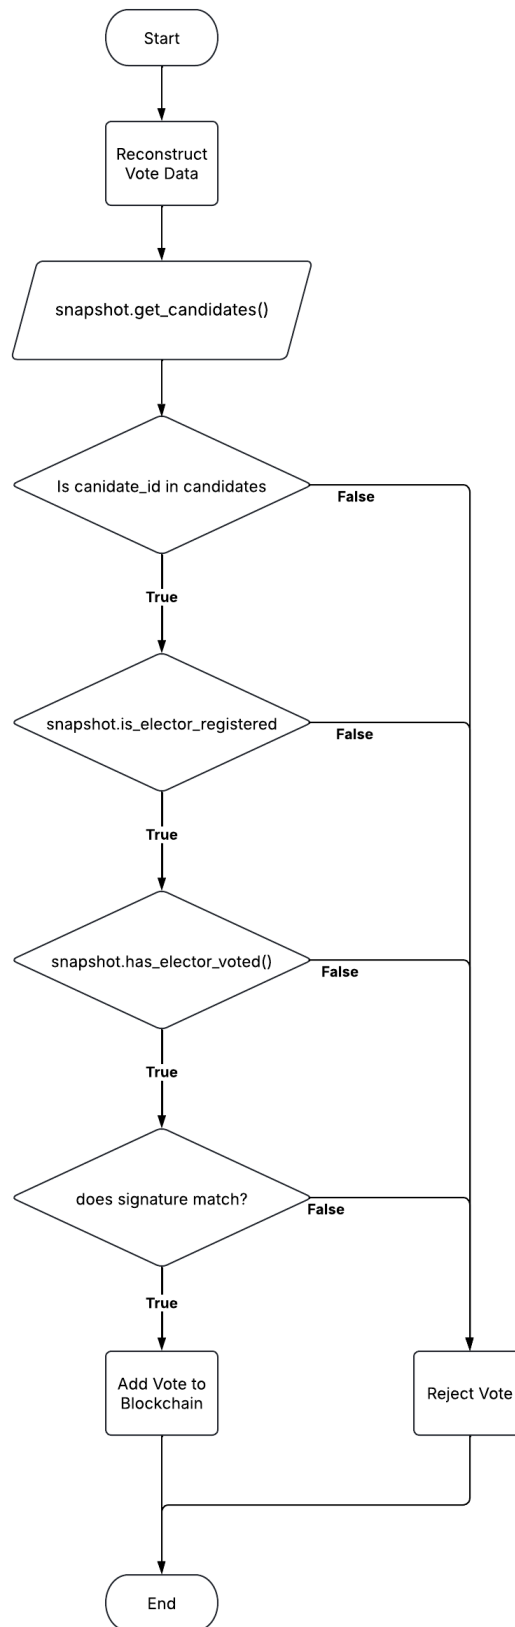 Start
Reconstruct
Vote Data
snapshot.get_candidates()
Is canidate_id in candidates
False
True
snapshot.is_elector_registered
False
True
snapshot.has_elector_voted()
False
True
does signature match?
False
True
Add Vote to
Blockchain
Reject Vote
End